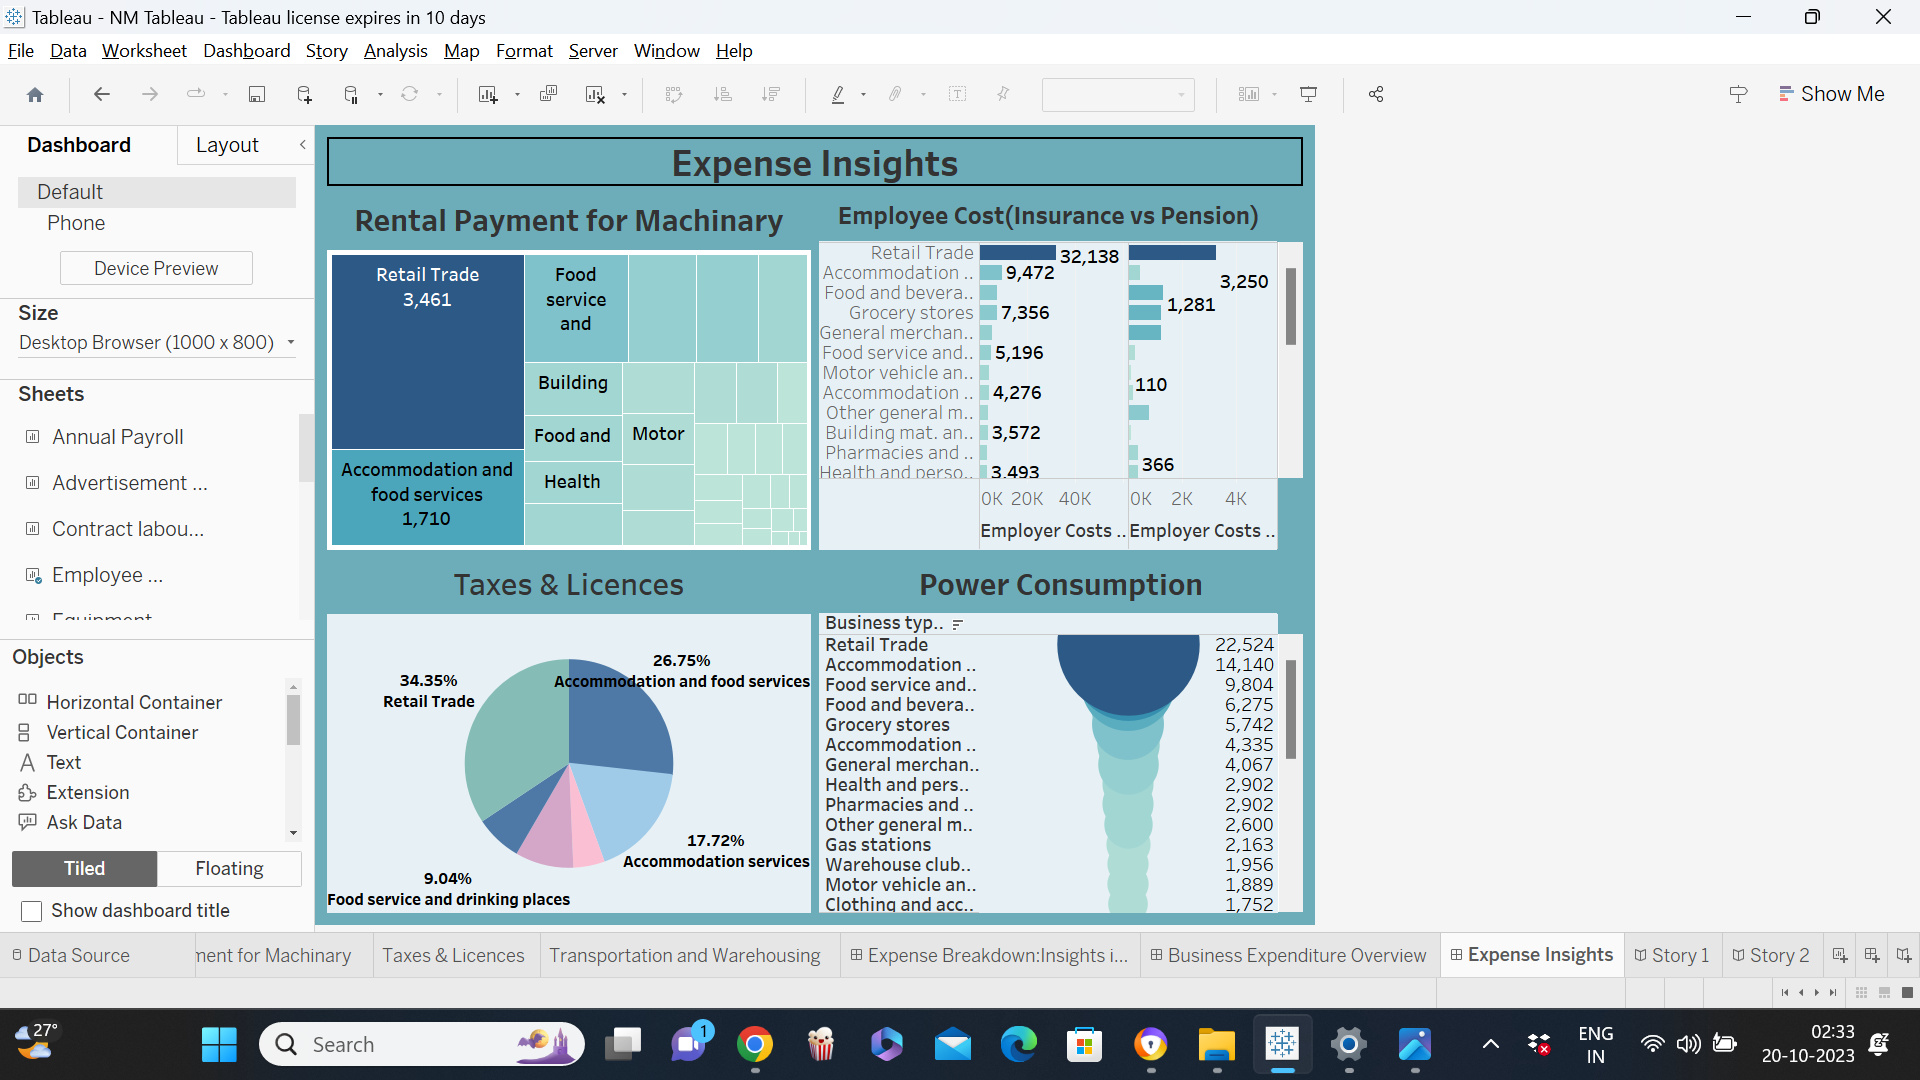 Tableau - NM Tableau - Tableau license expires in 10 days
File Data Worksheet Dashboard Story Analysis Map Format Server Window Help
Show Me
Dashboard
Layout
Default
Phone
Device Preview
Size
Desktop Browser (1000 x 800)
Sheets
Annual Payroll
Advertisement ...
Contract labou...
Employee ...
Equipment
Objects
Horizontal Container
Vertical Container
Text
Extension
Ask Data
Tiled
Floating
Show dashboard title
Expense Insights
Rental Payment for Machinary
Retail Trade
3,461
Accommodation and
food services
1,710
Food
service
and
Building
Food and
Motor
Health
Employee Cost(Insurance vs Pension)
Retail Trade 32,138
Accommodation .. 9,472
3,250
Food and bevera..
1,281
Grocery stores 7,356
General merchan..
Food service and.. 5,196
Motor vehicle an..
110
Accommodation .. 4,276
Other general m..
Building mat. an.. 3,572
Pharmacies and ..
366
Health and perso.. 3,493
0K 20K 40K 0K 2K 4K
Employer Costs .. Employer Costs ..
Taxes & Licences
26.75%
Accommodation and food services
34.35%
Retail Trade
17.72%
Accommodation services
9.04%
Food service and drinking places
Power Consumption
Business typ..
Retail Trade 22,524
Accommodation .. 14,140
Food service and.. 9,804
Food and bevera.. 6,275
Grocery stores 5,742
Accommodation .. 4,335
General merchan.. 4,067
Health and pers.. 2,902
Pharmacies and .. 2,902
Other general m.. 2,600
Gas stations 2,163
Warehouse club.. 1,956
Motor vehicle an.. 1,889
Clothing and acc.. 1,752
Data Source
nent for Machinary
Taxes & Licences
Transportation and Warehousing
Expense Breakdown:Insights i...
Business Expenditure Overview
Expense Insights
Story 1
Story 2
27°
Search
1
ENG
IN
02:33
20-10-2023